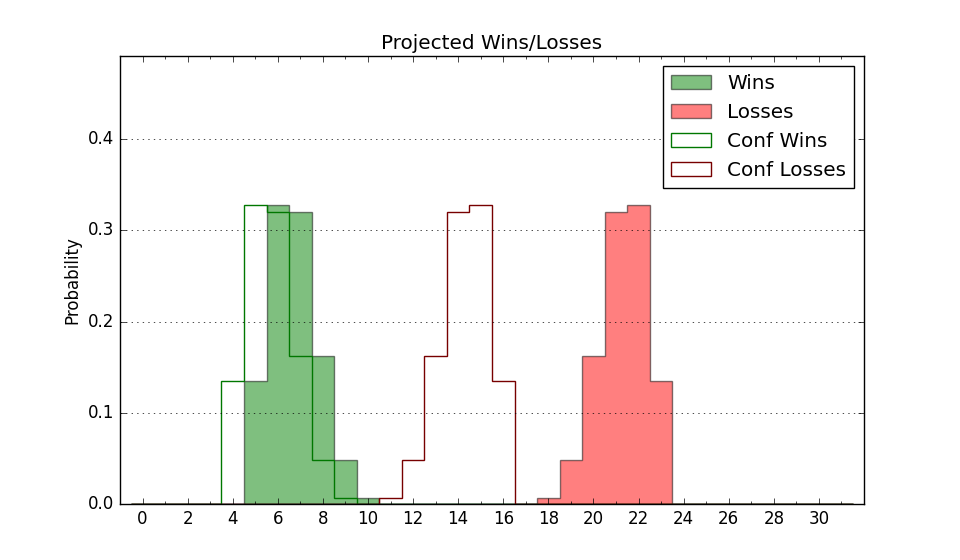 Projected Wins/Losses
Wins
Losses
Conf Wins
Conf Losses
Probability
0.4
0.3
0.2
0.1
0.0
0 2 4 6 8 10 12 14 16 18 20 22 24 26 28 30